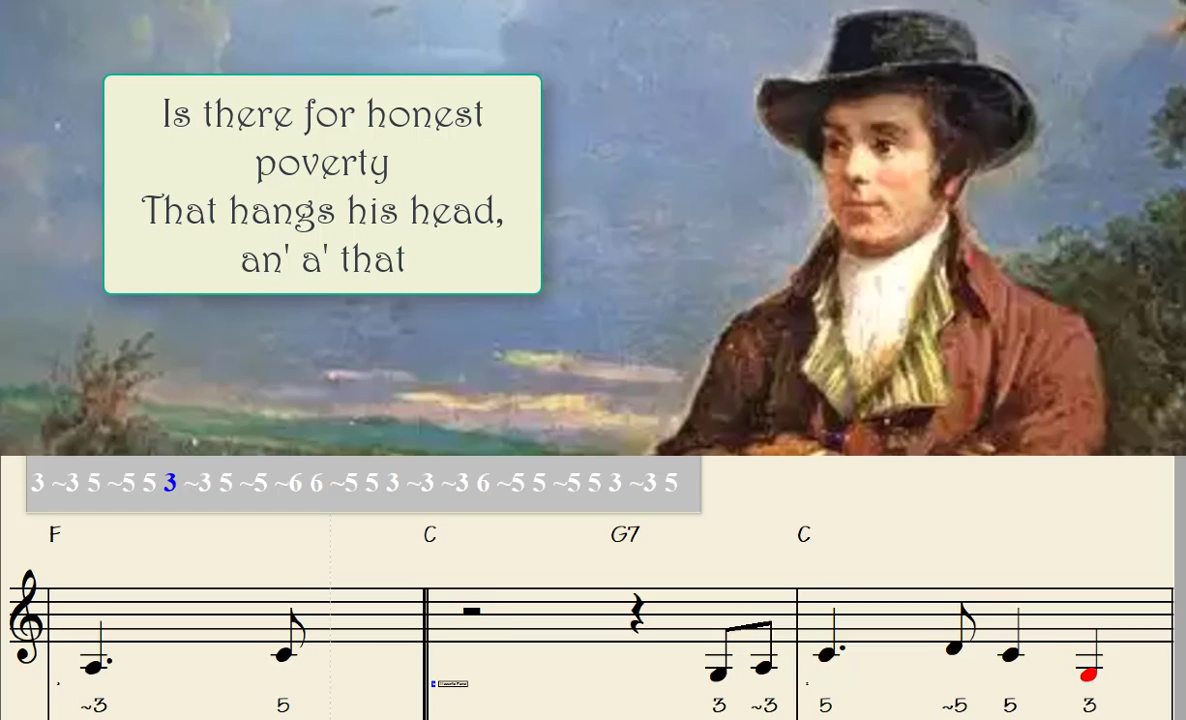 Is there for honest
poverty
That hangs his head,
an' a' that
3 ~3 5 ~5 5 3 ~3 5 ~5 ~6 6 ~5 5 3 ~3 ~3 6 ~5 5 ~5 5 3 ~3 5
F C G7 C
~3 5 3 ~3 5 ~5 5 3